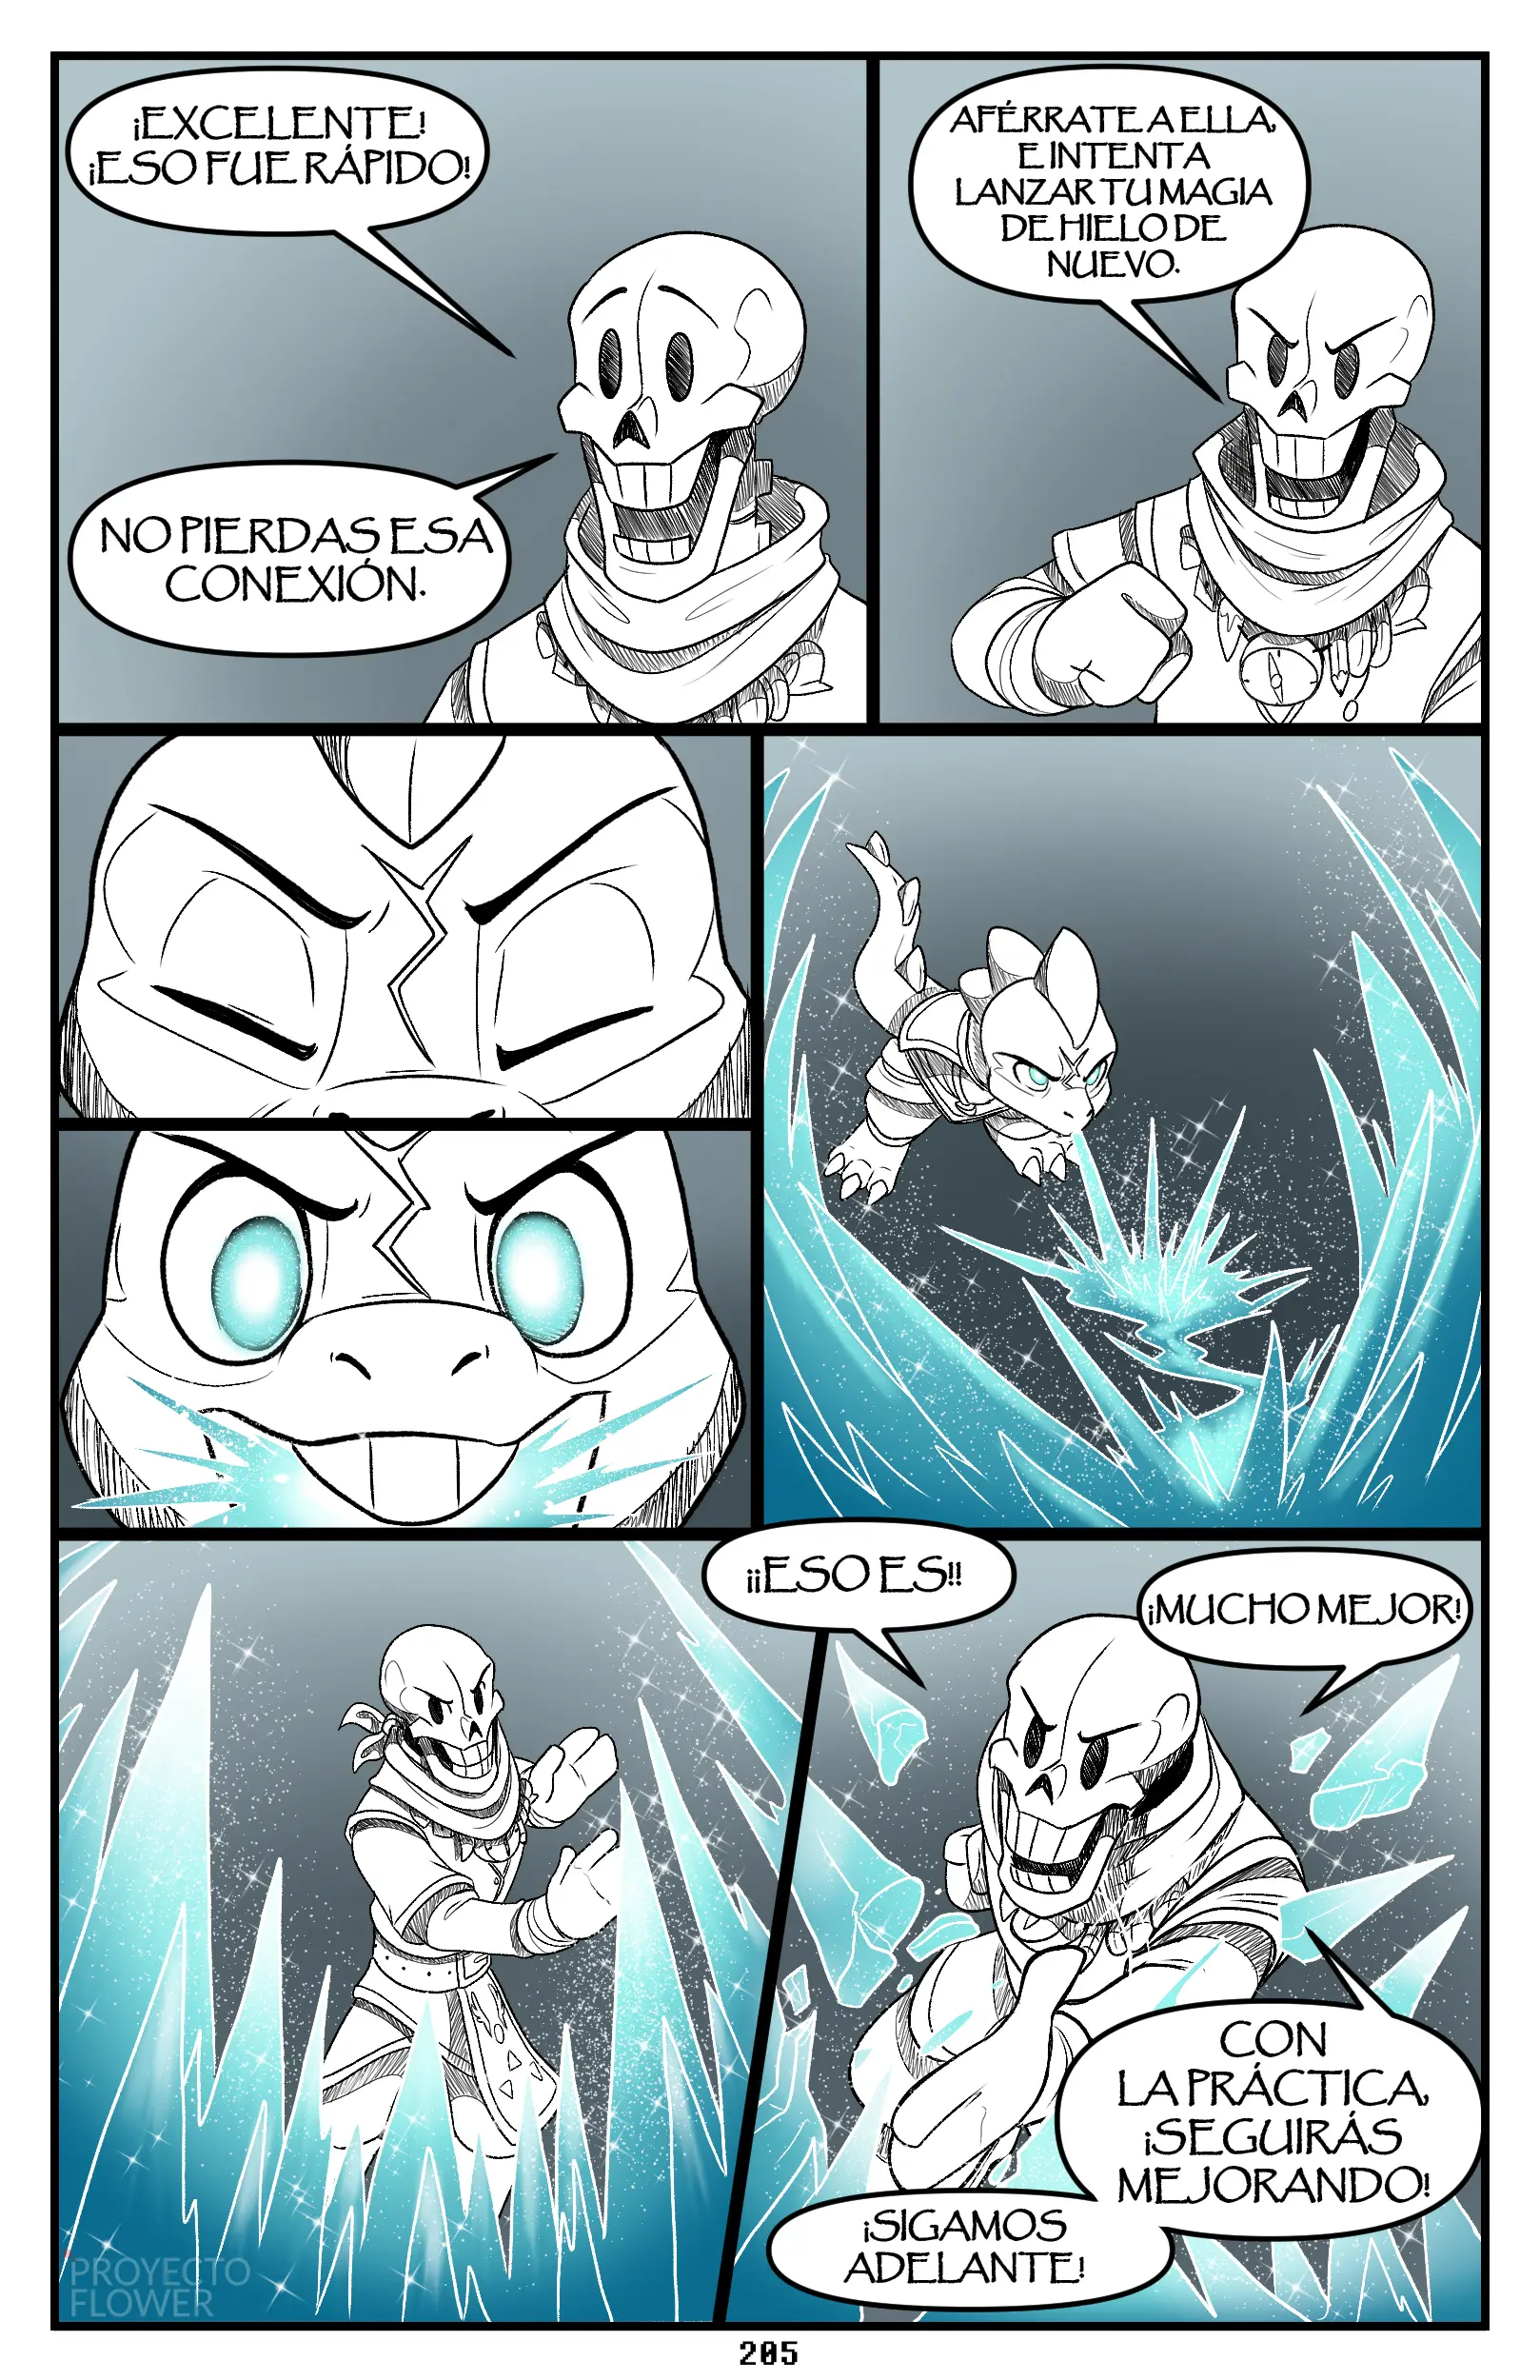 ¡EXCELENTE!
¡ESO FUE RÁPIDO!
NO PIERDAS ESA
CONEXIÓN.
AFÉRRATE A ELLA,
E INTENTA
LANZAR TU MAGIA
DE HIELO DE
NUEVO.
¡¡ESO ES!!
¡MUCHO MEJOR!
CON
LA PRÁCTICA,
¡SEGUIRÁS
MEJORANDO!
¡SIGAMOS
ADELANTE!
PROYECTO
FLOWER
205